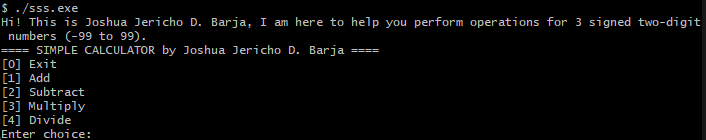 $ ./sss.exe
Hi! This is Joshua Jericho D. Barja, I am here to help you perform operations for 3 signed two-digit
numbers (-99 to 99).
==== SIMPLE CALCULATOR by Joshua Jericho D. Barja ====
[0] Exit
[1] Add
[2] Subtract
[3] Multiply
[4] Divide
Enter choice: